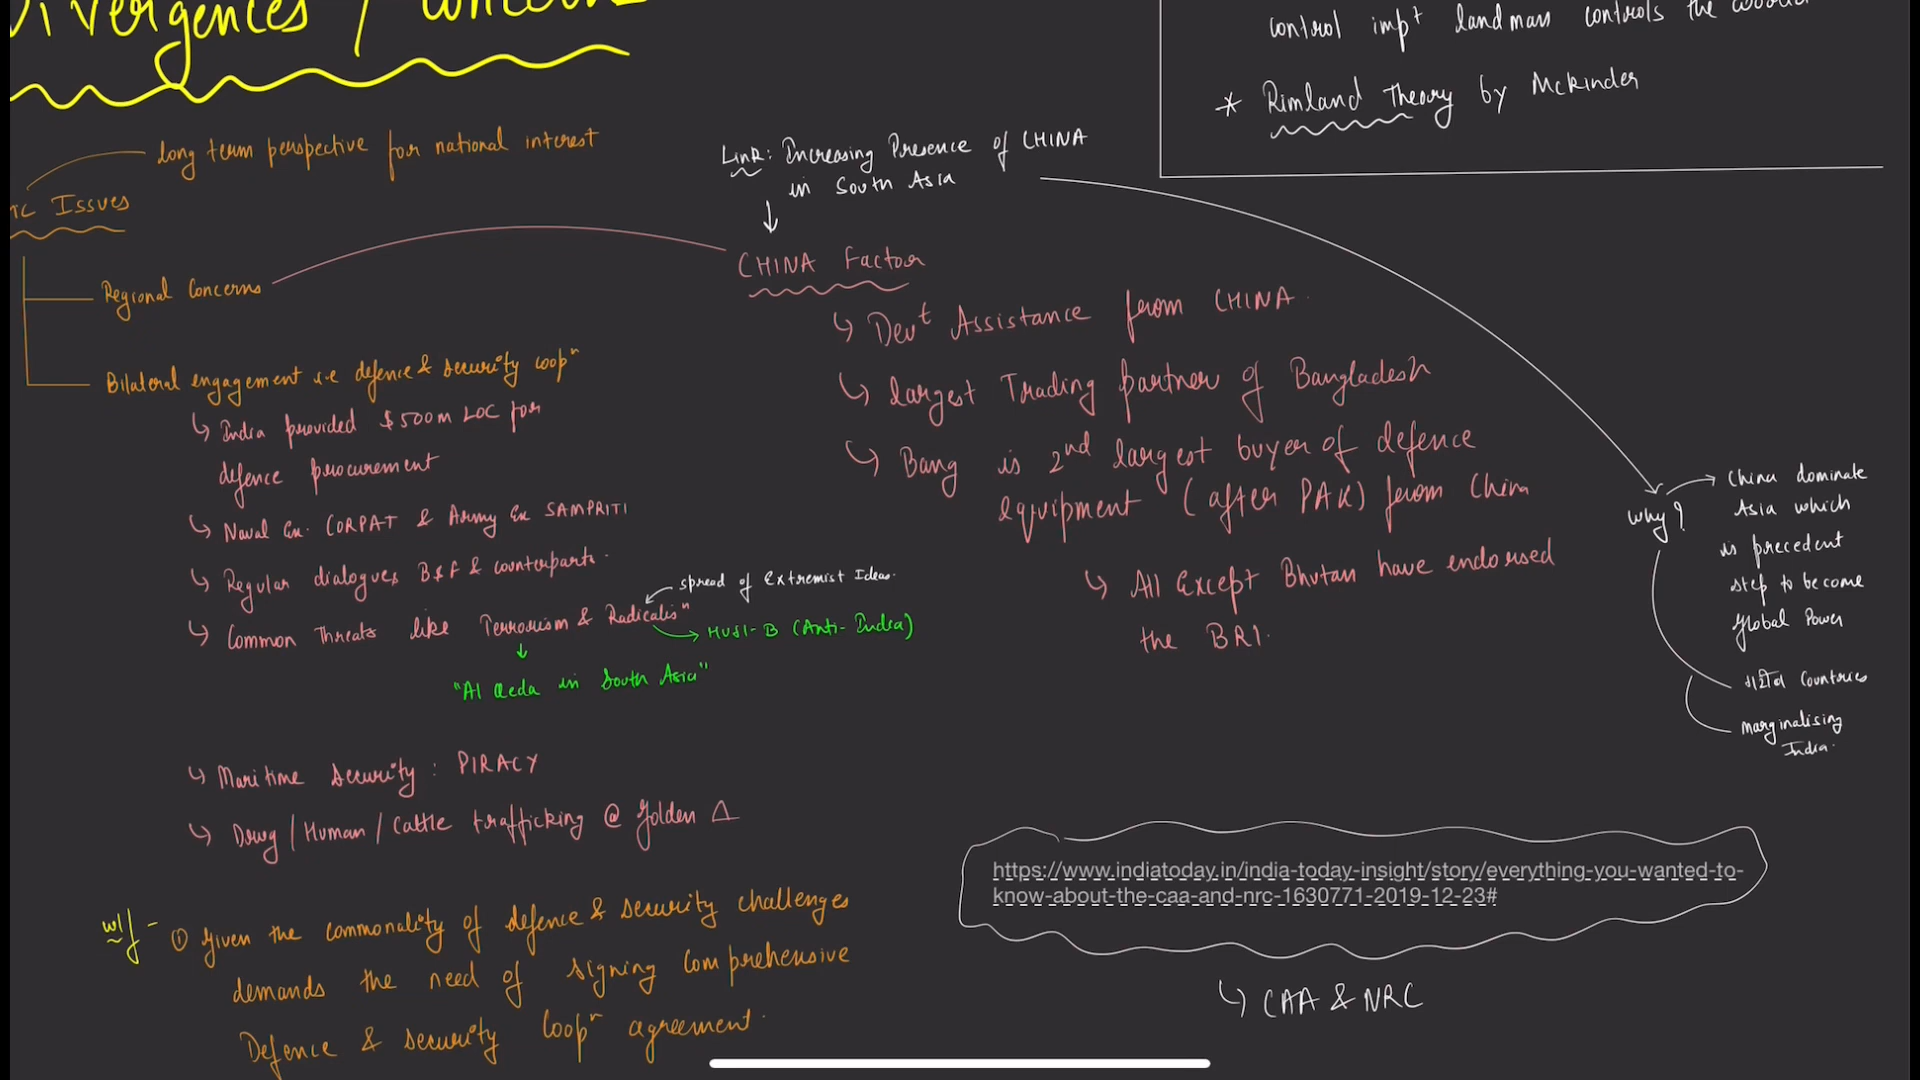 Divergences / Concerns
long term perspective for national interest
TC Issues
Regional Concerns
Bilateral engagement i.e defence & security coopⁿ
↳ India provided $500m LOC for
defence procurement
↳ Naval Ex. CORPAT & Army Ex SAMPRITI
↳ Regular dialogues BSF & counterparts.
↳ Common Threats like Terrorism & Radicalisⁿ
spread of Extremist Ideas.
HUJI-B (Anti-India)
"Al Qeda in South Asia"
↳ Maritime security : PIRACY
↳ Drug / Human / Cattle trafficking @ golden Δ
wf - ① Given the commonality of defence & security challenges
demands the need of signing comprehensive
Defence & security coopⁿ agreement.
Link: Increasing Presence of CHINA
in South Asia
CHINA Factor
↳ Devᵗ Assistance from CHINA.
↳ largest Trading partner of Bangladesh
↳ Bang is 2nd largest buyer of defence
equipment (after PAK) from China
↳ All Except Bhutan have endorsed
the BRI.
control impᵗ landmass controls the world
* Rimland Theory by Mckinder
why?
China dominate
Asia which
is precedent
step to become
global Power
Countries
marginalising
India.
https://www.indiatoday.in/india-today-insight/story/everything-you-wanted-to-
know-about-the-caa-and-nrc-1630771-2019-12-23#
↳ CAA & NRC